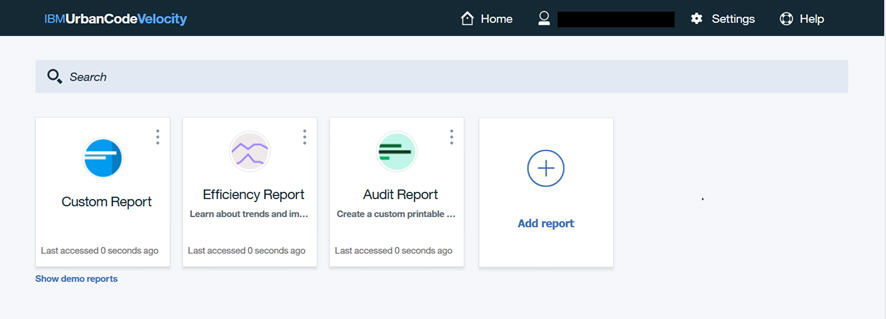 IBMUrbanCodeVelocity
Home
Settings
Help
Search
Custom Report
Last accessed 0 seconds ago
Efficiency Report
Learn about trends and im...
Last accessed 0 seconds ago
Audit Report
Create a custom printable ...
Last accessed 0 seconds ago
Add report
Show demo reports